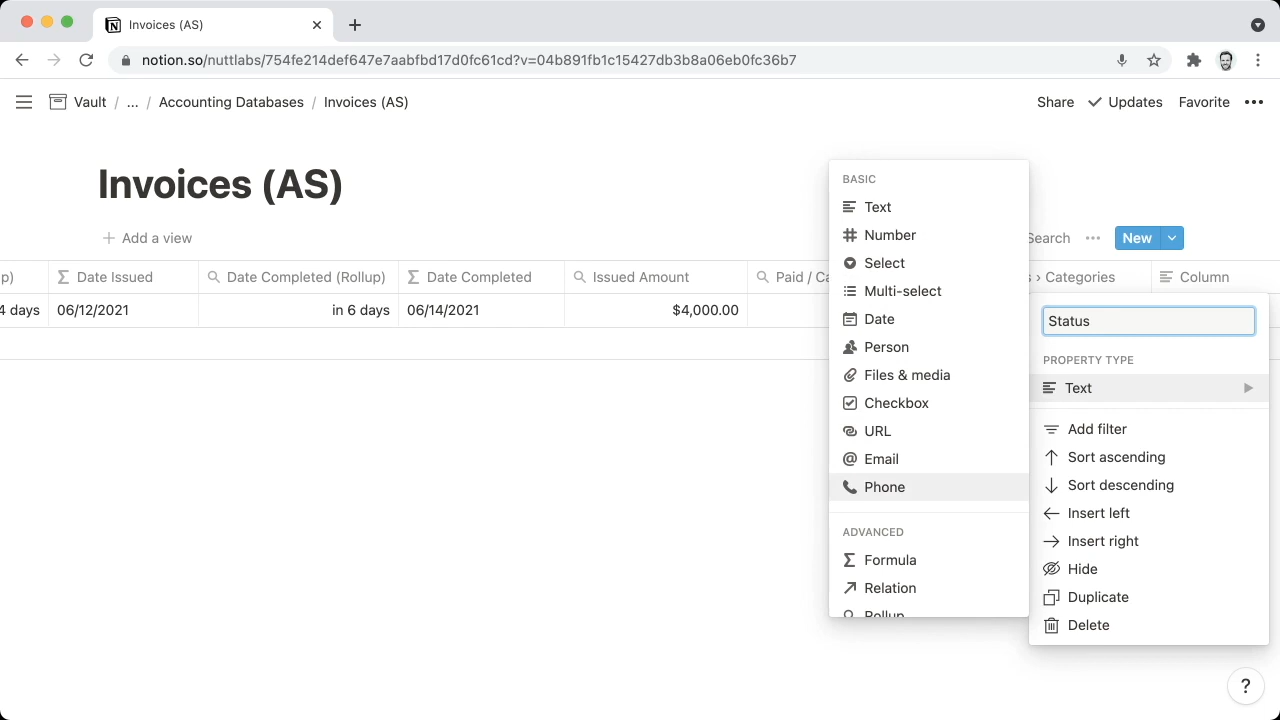 Invoices (AS)
notion.so/nuttlabs/754fe214def647e7aabfbd17d0fc61cd?v=04b891fb1c15427db3b8a06eb0fc36b7
Vault / ... / Accounting Databases / Invoices (AS)
Share Updates Favorite
Invoices (AS)
Add a view
Search ... New
p) Date Issued Date Completed (Rollup) Date Completed Issued Amount Paid / Ca s › Categories Column
4 days 06/12/2021 in 6 days 06/14/2021 $4,000.00
BASIC
Text
Number
Select
Multi-select
Date
Person
Files & media
Checkbox
URL
Email
Phone
ADVANCED
Formula
Relation
Rollup
Status
PROPERTY TYPE
Text
Add filter
Sort ascending
Sort descending
Insert left
Insert right
Hide
Duplicate
Delete
?